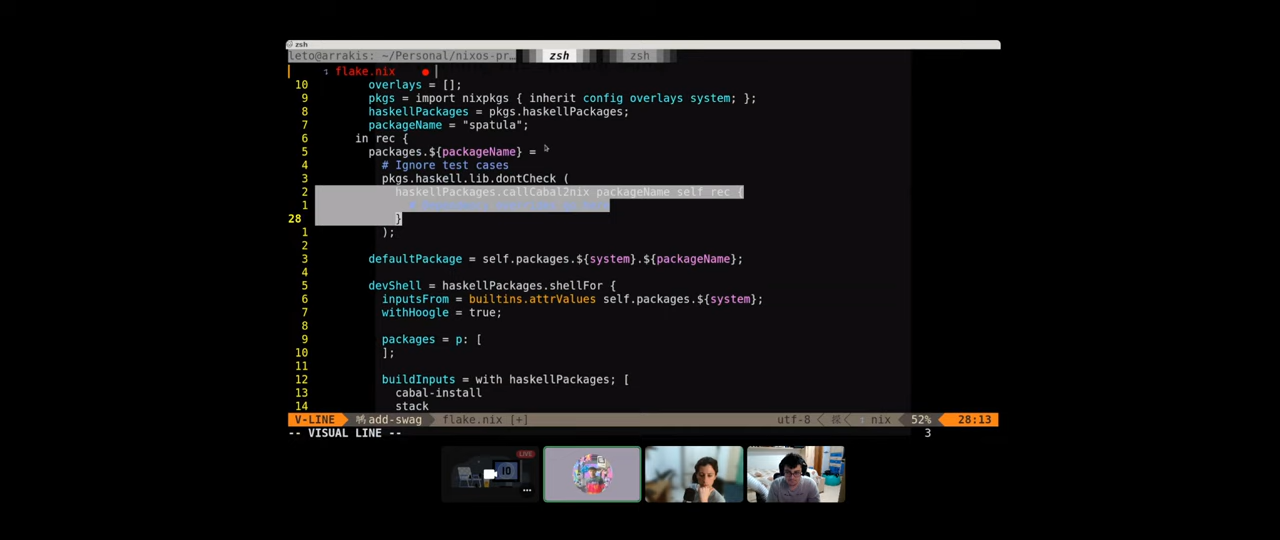 zsh
leto@arrakis: ~/Personal/nixos-pr… zsh zsh
flake.nix ●
10 overlays = [];
9 pkgs = import nixpkgs { inherit config overlays system; };
8 haskellPackages = pkgs.haskellPackages;
7 packageName = "spatula";
6 in rec {
5 packages.${packageName} =
4 # Ignore test cases
3 pkgs.haskell.lib.dontCheck (
2 haskellPackages.callCabal2nix packageName self rec {
1 #
28 }
1 );
2
3 defaultPackage = self.packages.${system}.${packageName};
4
5 devShell = haskellPackages.shellFor {
6 inputsFrom = builtins.attrValues self.packages.${system};
7 withHoogle = true;
8
9 packages = p: [
10 ];
11
12 buildInputs = with haskellPackages; [
13 cabal-install
14 stack
V-LINE add-swag flake.nix [+] utf-8 nix 52% 28:13
-- VISUAL LINE -- 3
LIVE
10